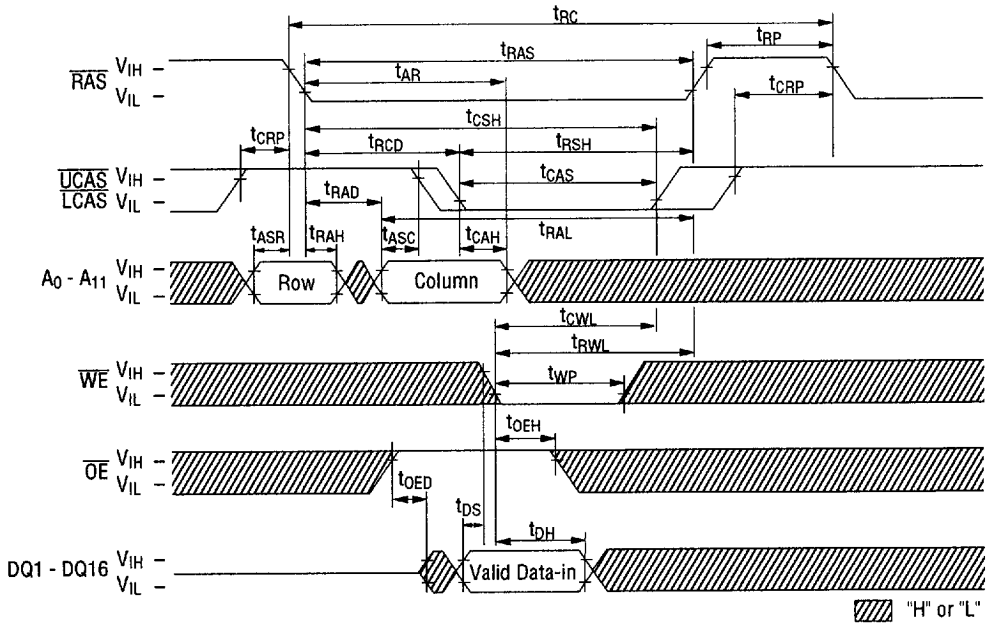 tRC
tRP
tRAS
tAR
RAS VIH –
VIL –
tCRP
tCSH
tCRP
tRCD
tRSH
UCAS VIH –
LCAS VIL –
tCAS
tRAD
tRAL
tASR
tRAH
tASC
tCAH
A0 - A11 VIH –
VIL –
Row
Column
tCWL
tRWL
WE VIH –
VIL –
tWP
tOEH
OE VIH –
VIL –
tOED
tDS
tDH
DQ1 - DQ16 VIH –
VIL –
Valid Data-in
"H" or "L"